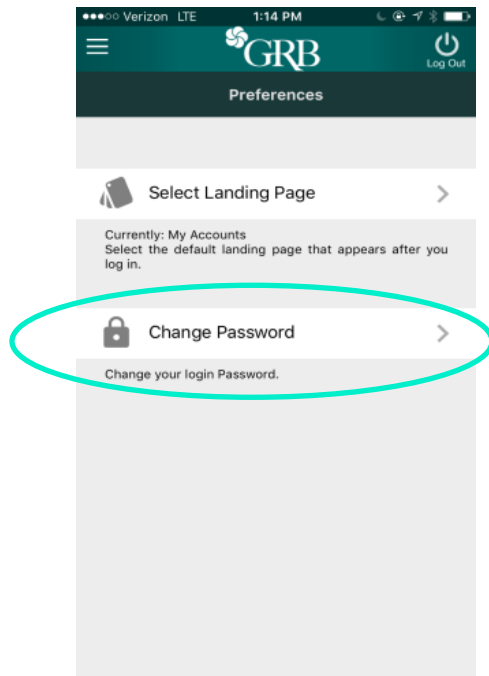 Verizon LTE 1:14 PM
GRB
Log Out
Preferences
Select Landing Page
Currently: My Accounts
Select the default landing page that appears after you
log in.
Change Password
Change your login Password.